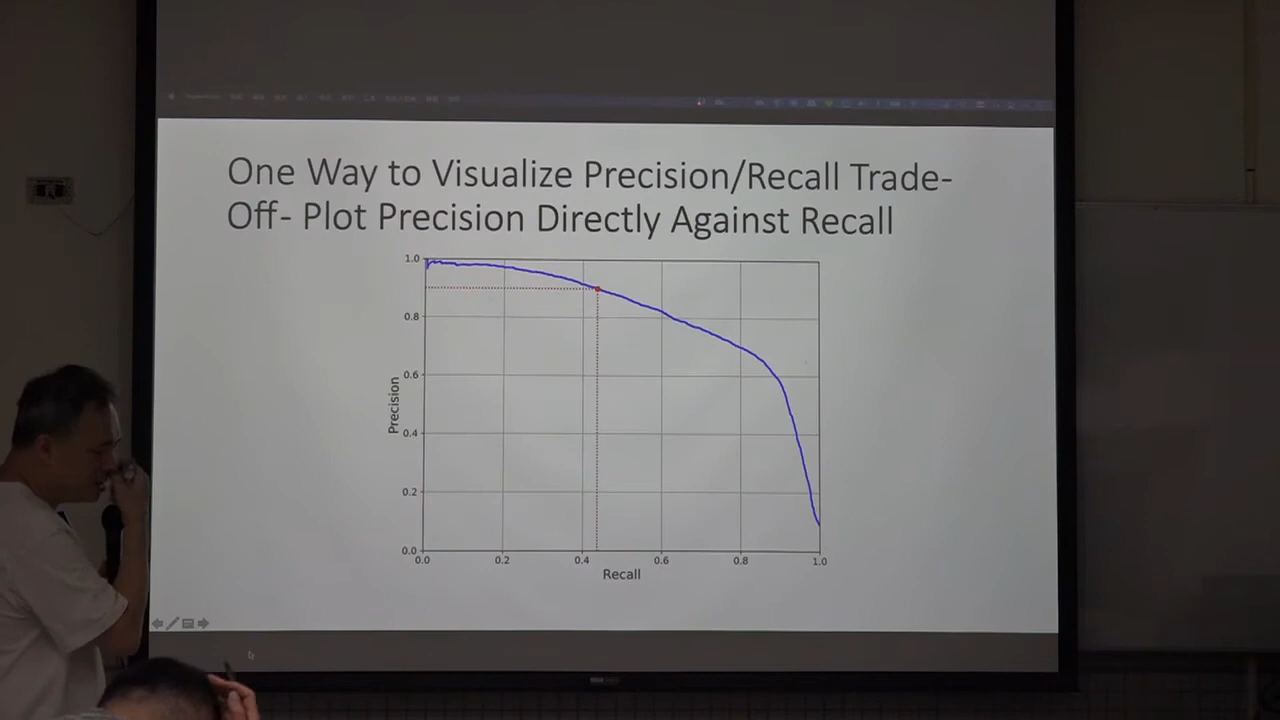 One Way to Visualize Precision/Recall Trade-
Off- Plot Precision Directly Against Recall
1.0
0.8
0.6
0.4
0.2
0.0
Precision
0.0 0.2 0.4 0.6 0.8 1.0
Recall